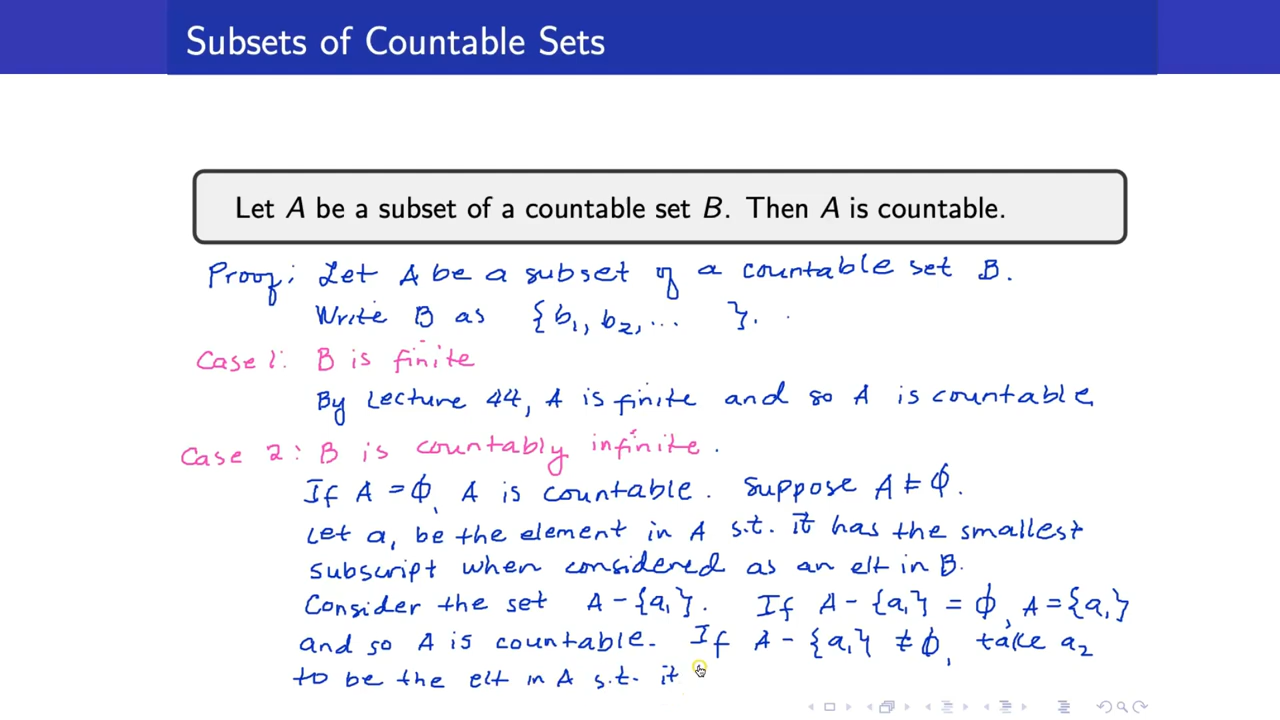 Subsets of Countable Sets
Let A be a subset of a countable set B. Then A is countable.
Proof: Let A be a subset of a countable set B.
Write B as {b₁, b₂, ... }.
Case 1: B is finite
By Lecture 44, A is finite and so A is countable
Case 2: B is countably infinite.
If A = ϕ, A is countable. Suppose A ≠ ϕ.
Let a₁ be the element in A s.t. it has the smallest
subscript when considered as an elt in B.
Consider the set A - {a₁}. If A - {a₁} = ϕ, A = {a₁}
and so A is countable. If A - {a₁} ≠ ϕ, take a₂
to be the elt in A s.t. it